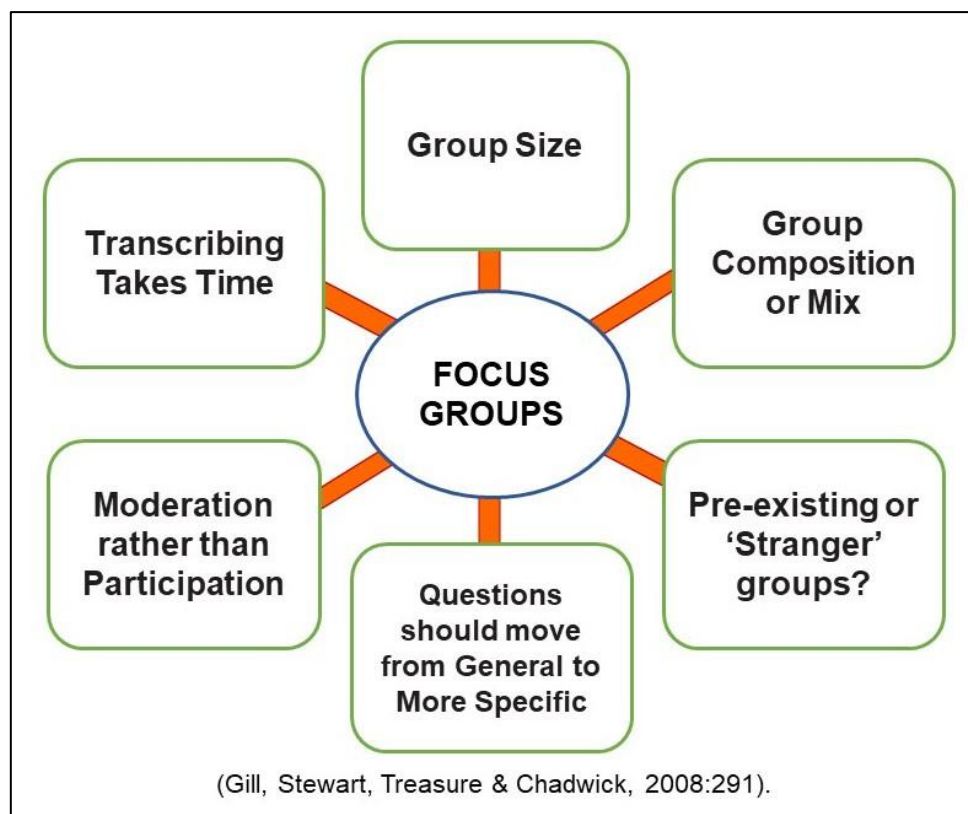 Group Size
Group
Composition
or Mix
Pre-existing or
‘Stranger’
groups?
Questions
should move
from General to
More Specific
Moderation
rather than
Participation
Transcribing
Takes Time
FOCUS
GROUPS
(Gill, Stewart, Treasure & Chadwick, 2008:291).